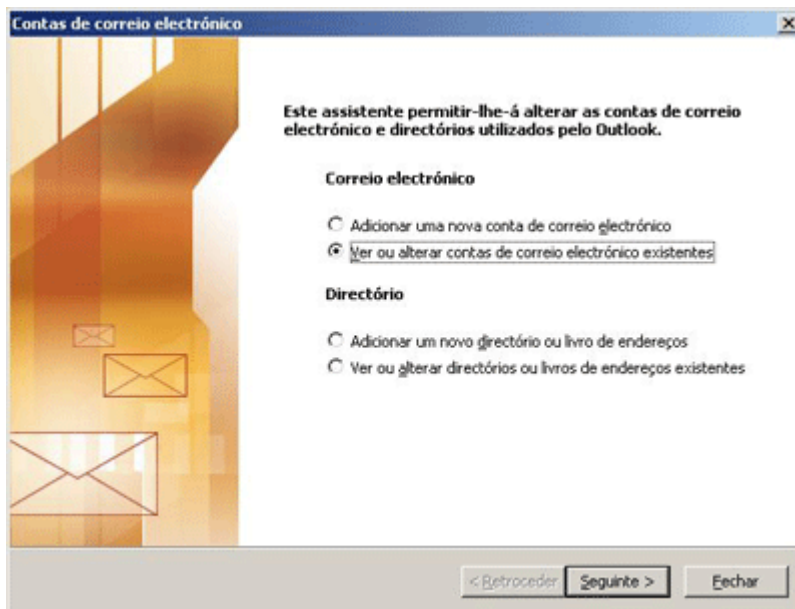 Contas de correio electrónico
Este assistente permitir-lhe-á alterar as contas de correio
electrónico e directórios utilizados pelo Outlook.
Correio electrónico
Adicionar uma nova conta de correio electrónico
Ver ou alterar contas de correio electrónico existentes
Directório
Adicionar um novo directório ou livro de endereços
Ver ou alterar directórios ou livros de endereços existentes
< Retroceder Seguinte > Fechar